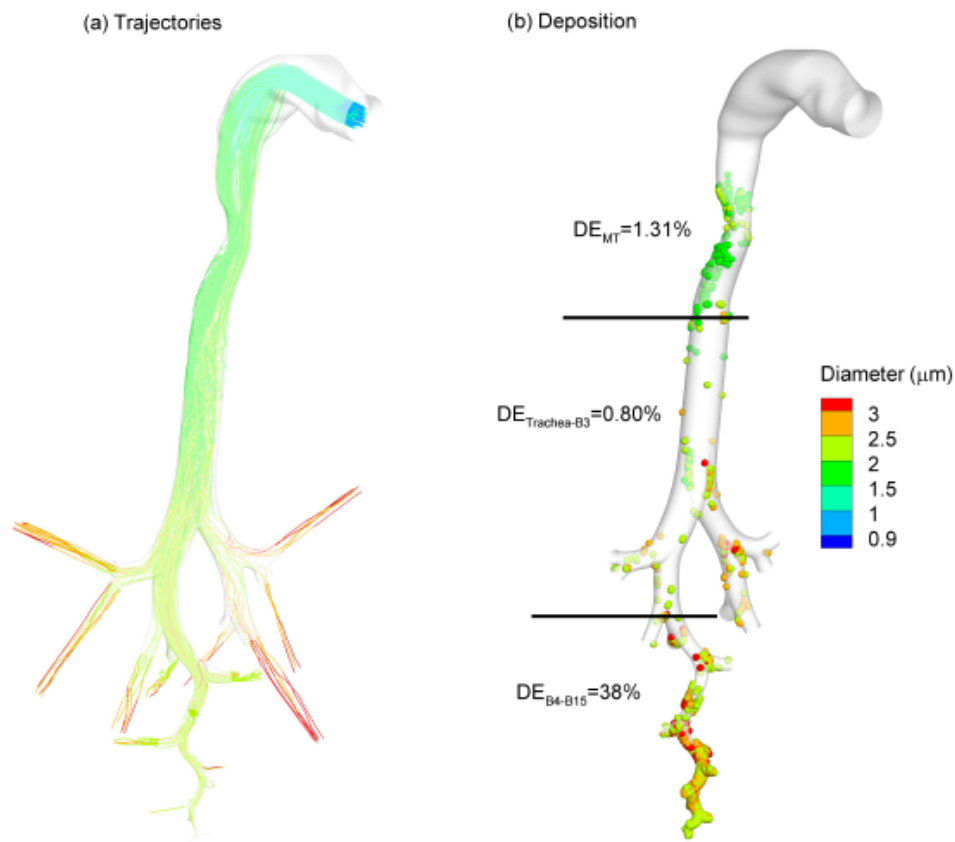 (a) Trajectories
(b) Deposition
DE_MT=1.31%
DE_Trachea-B3=0.80%
DE_B4-B15=38%
Diameter (μm)
3
2.5
2
1.5
1
0.9